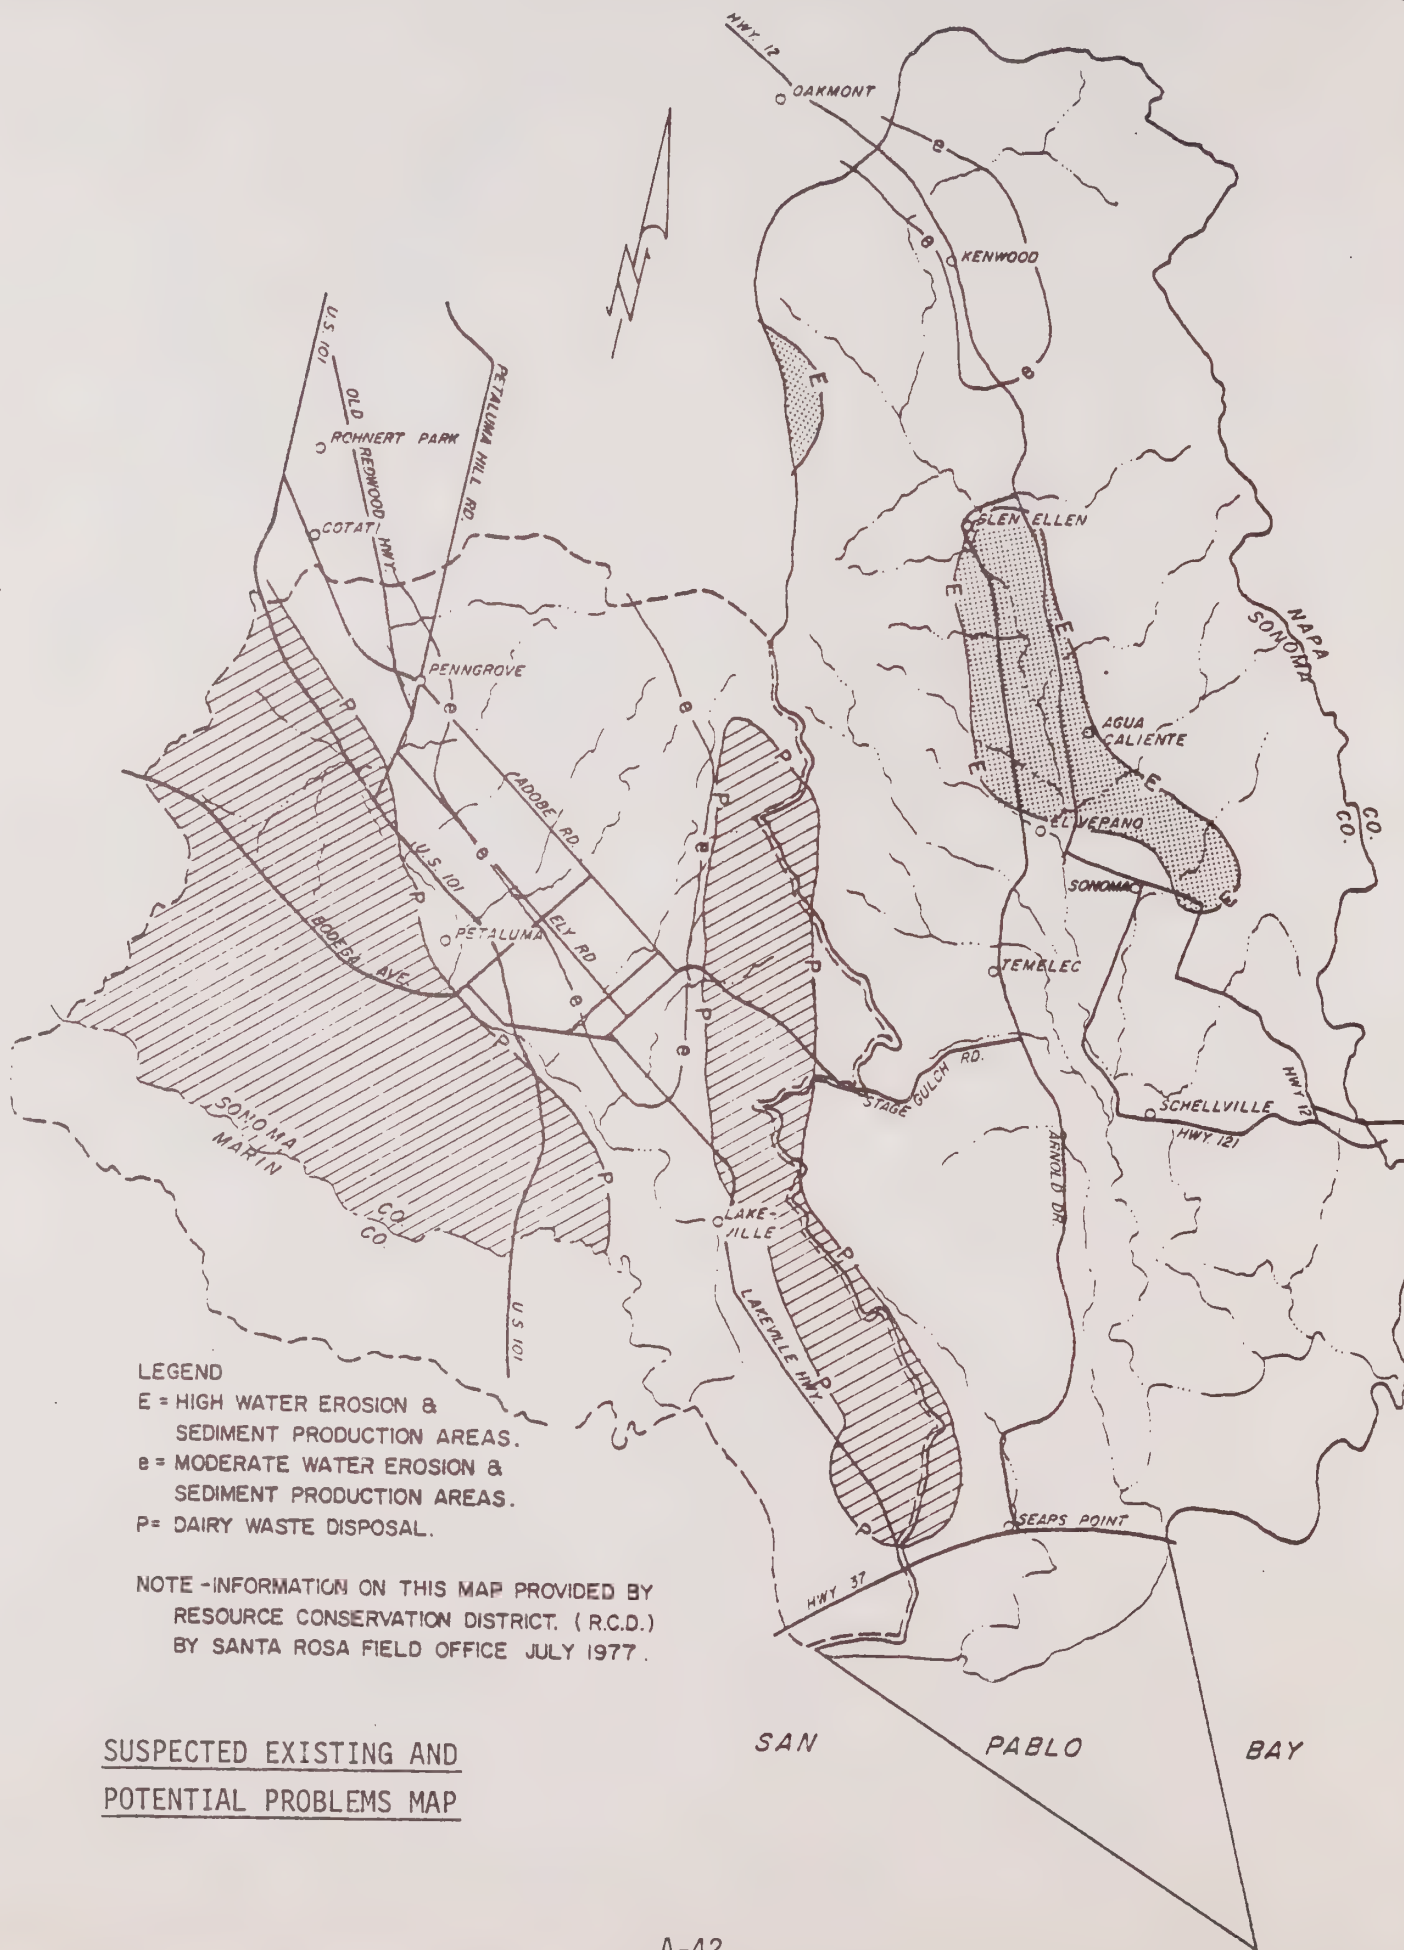 HWY. 12
OAKMONT
e
e
KENWOOD
e
E
U.S. 101
OLD REDWOOD HWY.
PETALUMA HILL RD.
ROHNERT PARK
COTATI
GLEN ELLEN
E
E
NAPA
SONOMA
CO.
CO.
PENNGROVE
P
e
e
AGUA
CALIENTE
E
E
P
P
ADOBE RD.
EL VERANO
e
e
U.S. 101
P
SONOMA
E
BODEGA AVE.
PETALUMA
ELY RD
P
TEMELEC
e
P
P
e
STAGE GULCH RD.
HWY 12
SCHELLVILLE
HWY. 121
SONOMA
MARIN
CO.
CO.
ARNOLD DR.
P
LAKE-
VILLE
P
LAKEVILLE HWY.
U.S. 101
P
LEGEND
E = HIGH WATER EROSION &
SEDIMENT PRODUCTION AREAS.
e = MODERATE WATER EROSION &
SEDIMENT PRODUCTION AREAS.
P= DAIRY WASTE DISPOSAL.
P
SEARS POINT
HWY 37
NOTE -INFORMATION ON THIS MAP PROVIDED BY
RESOURCE CONSERVATION DISTRICT. ( R.C.D.)
BY SANTA ROSA FIELD OFFICE JULY 1977.
SAN PABLO BAY
SUSPECTED EXISTING AND
POTENTIAL PROBLEMS MAP
A-42